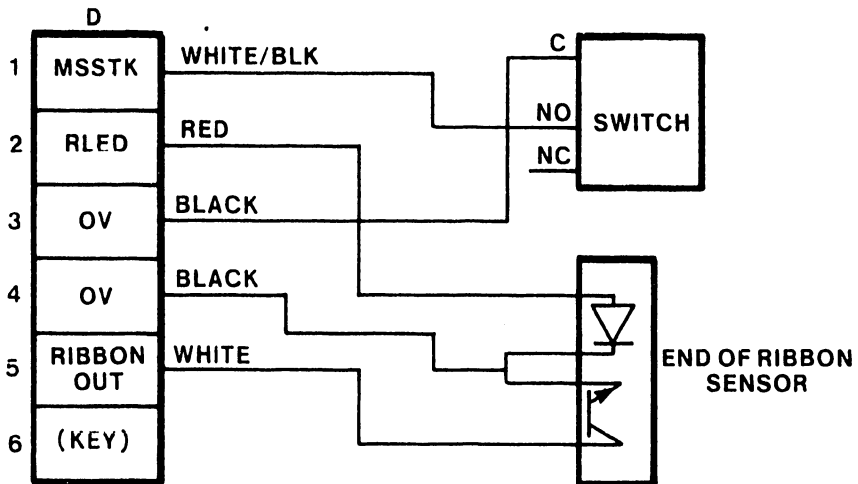 D
1 MSSTK WHITE/BLK
2 RLED RED
3 OV BLACK
4 OV BLACK
5 RIBBON OUT WHITE
6 (KEY)
C
NO
NC
SWITCH
END OF RIBBON
SENSOR